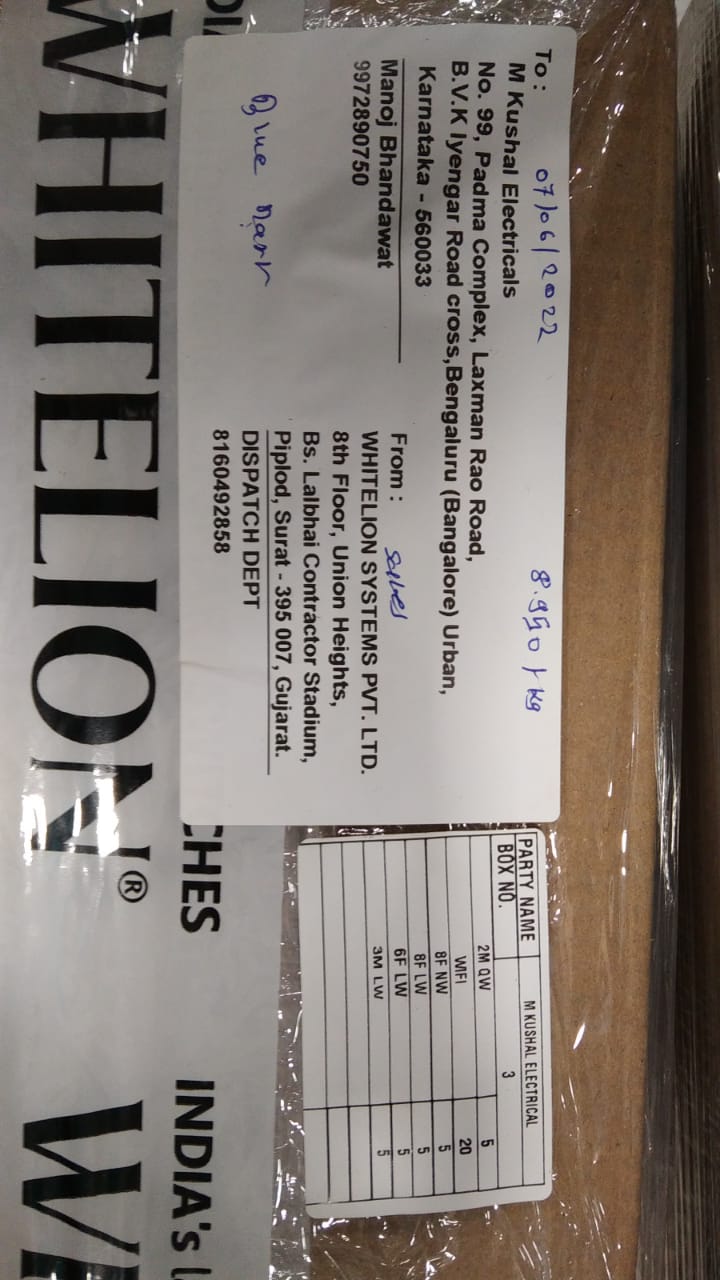 To : 07/06/2022 8.950 / kg
M Kushal Electricals
No. 99, Padma Complex, Laxman Rao Road,
B.V.K Iyengar Road cross,Bengaluru (Bangalore) Urban,
Karnataka - 560033
Manoj Bhandawat
9972890750
Blue Dart
From :
WHITELION SYSTEMS PVT. LTD.
8th Floor, Union Heights,
Bs. Lalbhai Contractor Stadium,
Piplod, Surat - 395 007, Gujarat.
DISPATCH DEPT
8160492858
PARTY NAME M KUSHAL ELECTRICAL
BOX NO. 3
2M QW 5
WIFI 20
8F NW 5
8F LW 5
6F LW 5
3M LW 5
CHES INDIA's L
WHITELION® WH